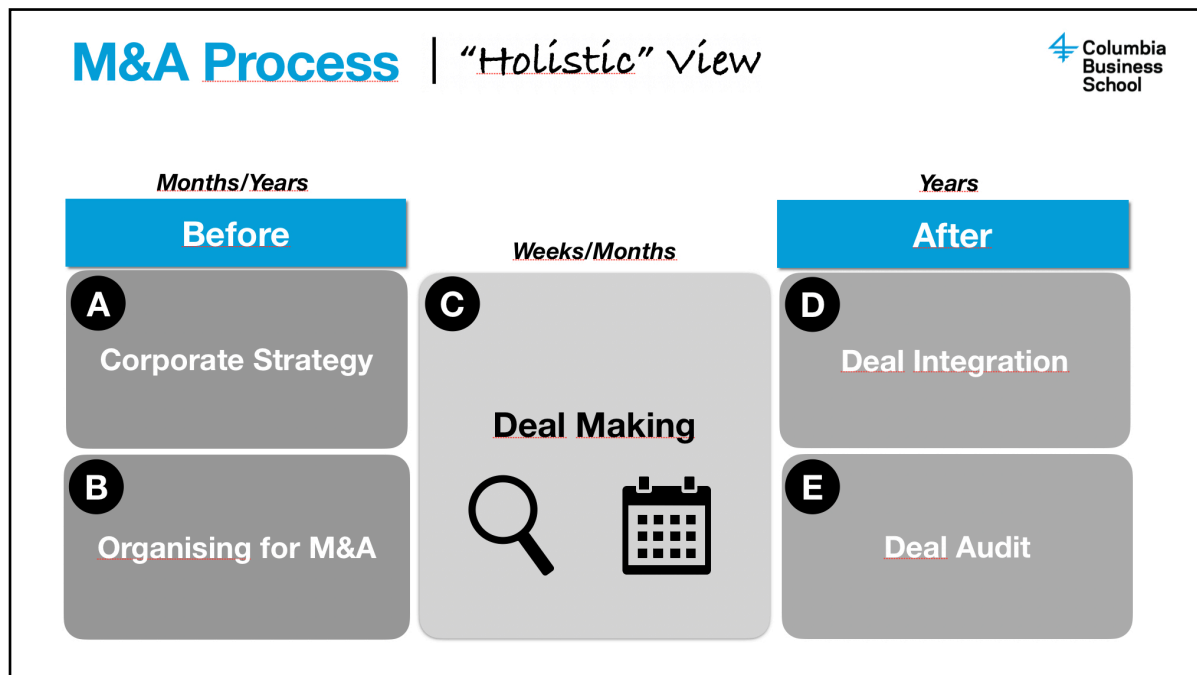 M&A Process | “Holistic” View
Columbia
Business
School
Months/Years
Before
A
Corporate Strategy
B
Organising for M&A
Weeks/Months
C
Deal Making
Years
After
D
Deal Integration
E
Deal Audit